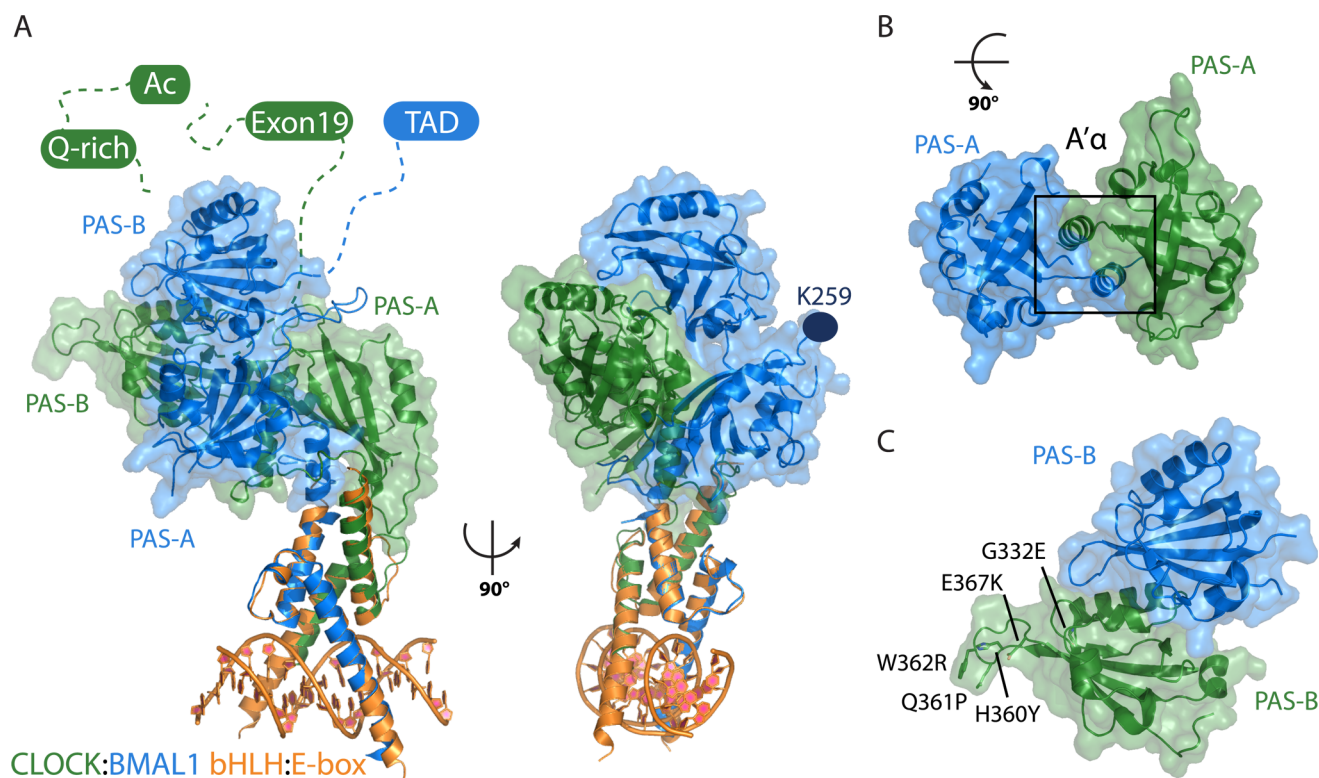 A
Ac
Exon19
TAD
Q-rich
PAS-B
PAS-A
PAS-B
PAS-A
90°
K259
CLOCK:BMAL1 bHLH:E-box
B
90°
PAS-A
A'α
PAS-A
C
PAS-B
G332E
E367K
W362R
Q361P
H360Y
PAS-B